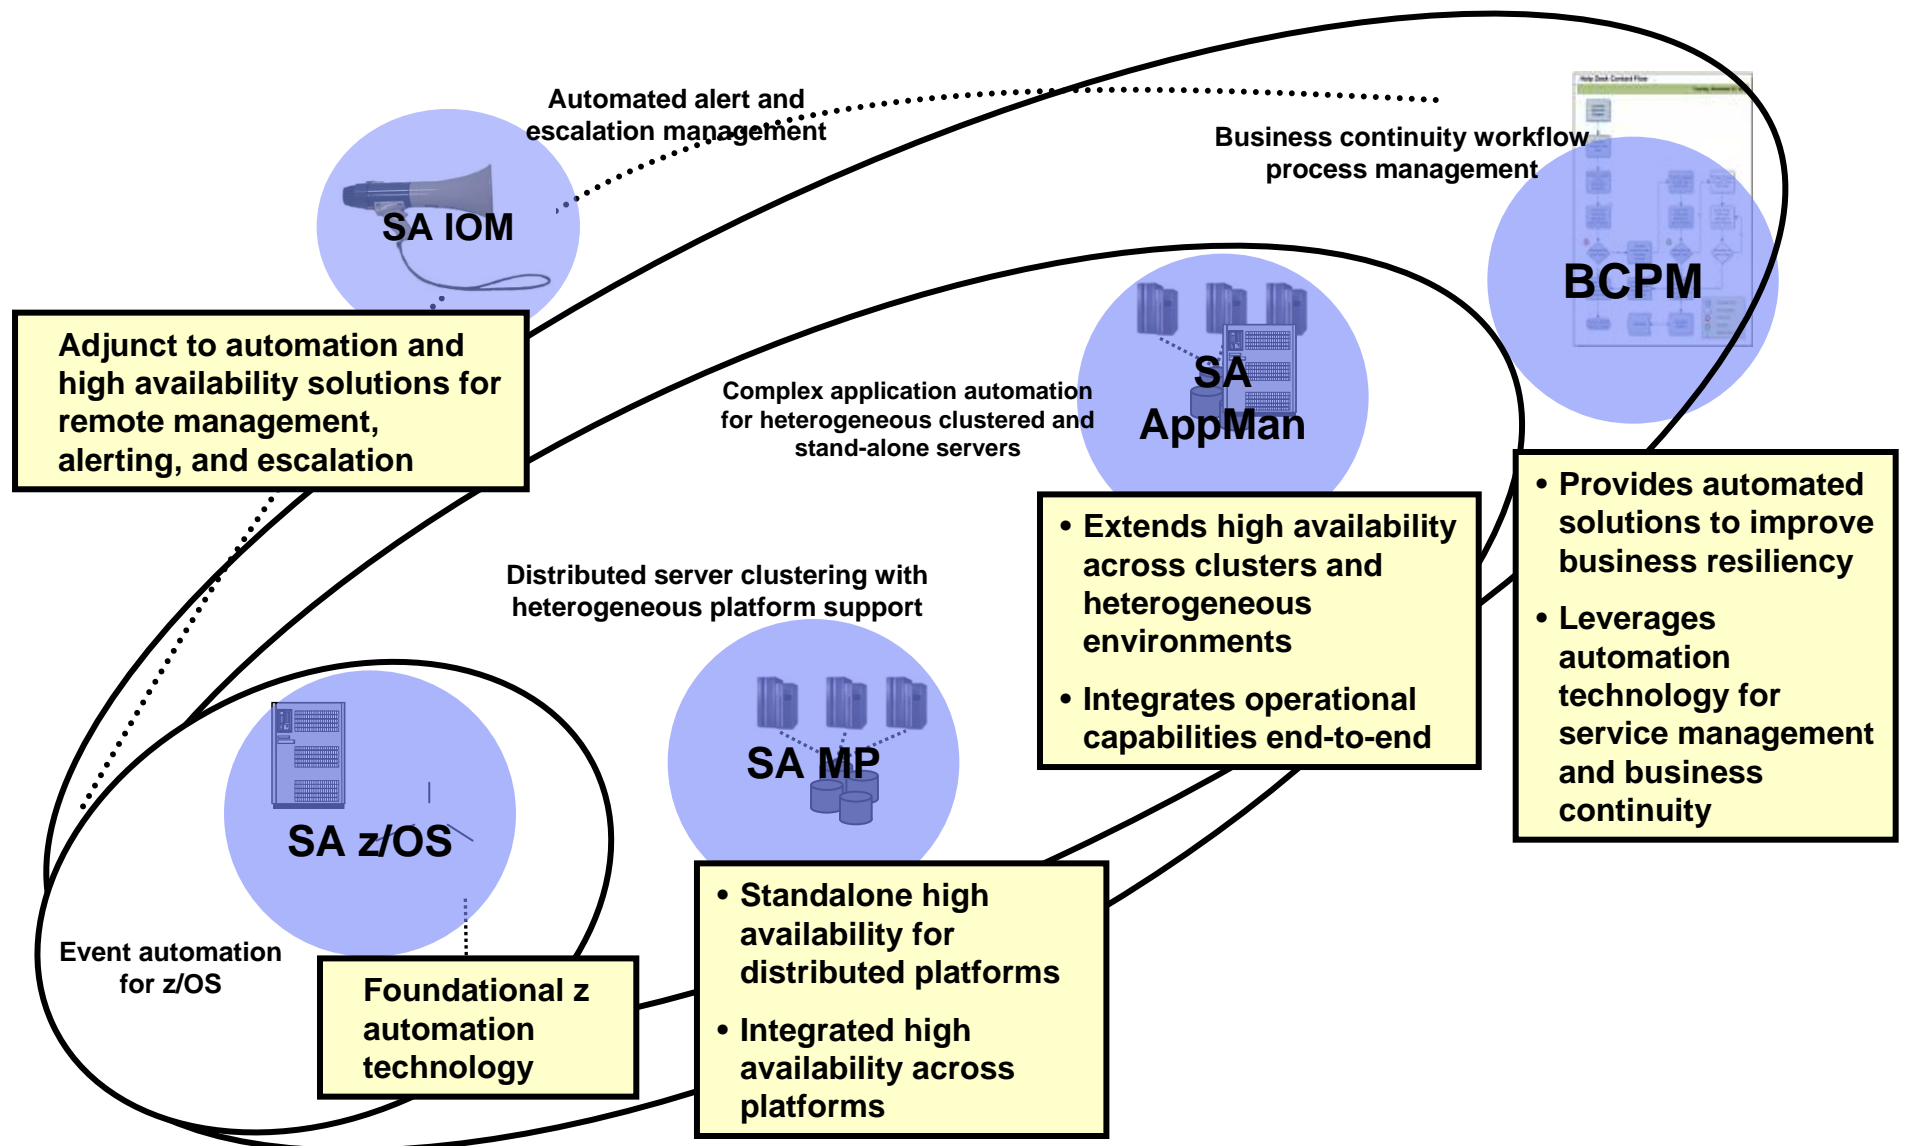 Automated alert and
escalation management
SA IOM
Adjunct to automation and
high availability solutions for
remote management,
alerting, and escalation
Help Desk Contact Flow
Business continuity workflow
process management
BCPM
• Provides automated
solutions to improve
business resiliency
• Leverages
automation
technology for
service management
and business
continuity
Complex application automation
for heterogeneous clustered and
stand-alone servers
SA
AppMan
• Extends high availability
across clusters and
heterogeneous
environments
• Integrates operational
capabilities end-to-end
Distributed server clustering with
heterogeneous platform support
SA MP
• Standalone high
availability for
distributed platforms
• Integrated high
availability across
platforms
SA z/OS
Event automation
for z/OS
Foundational z
automation
technology